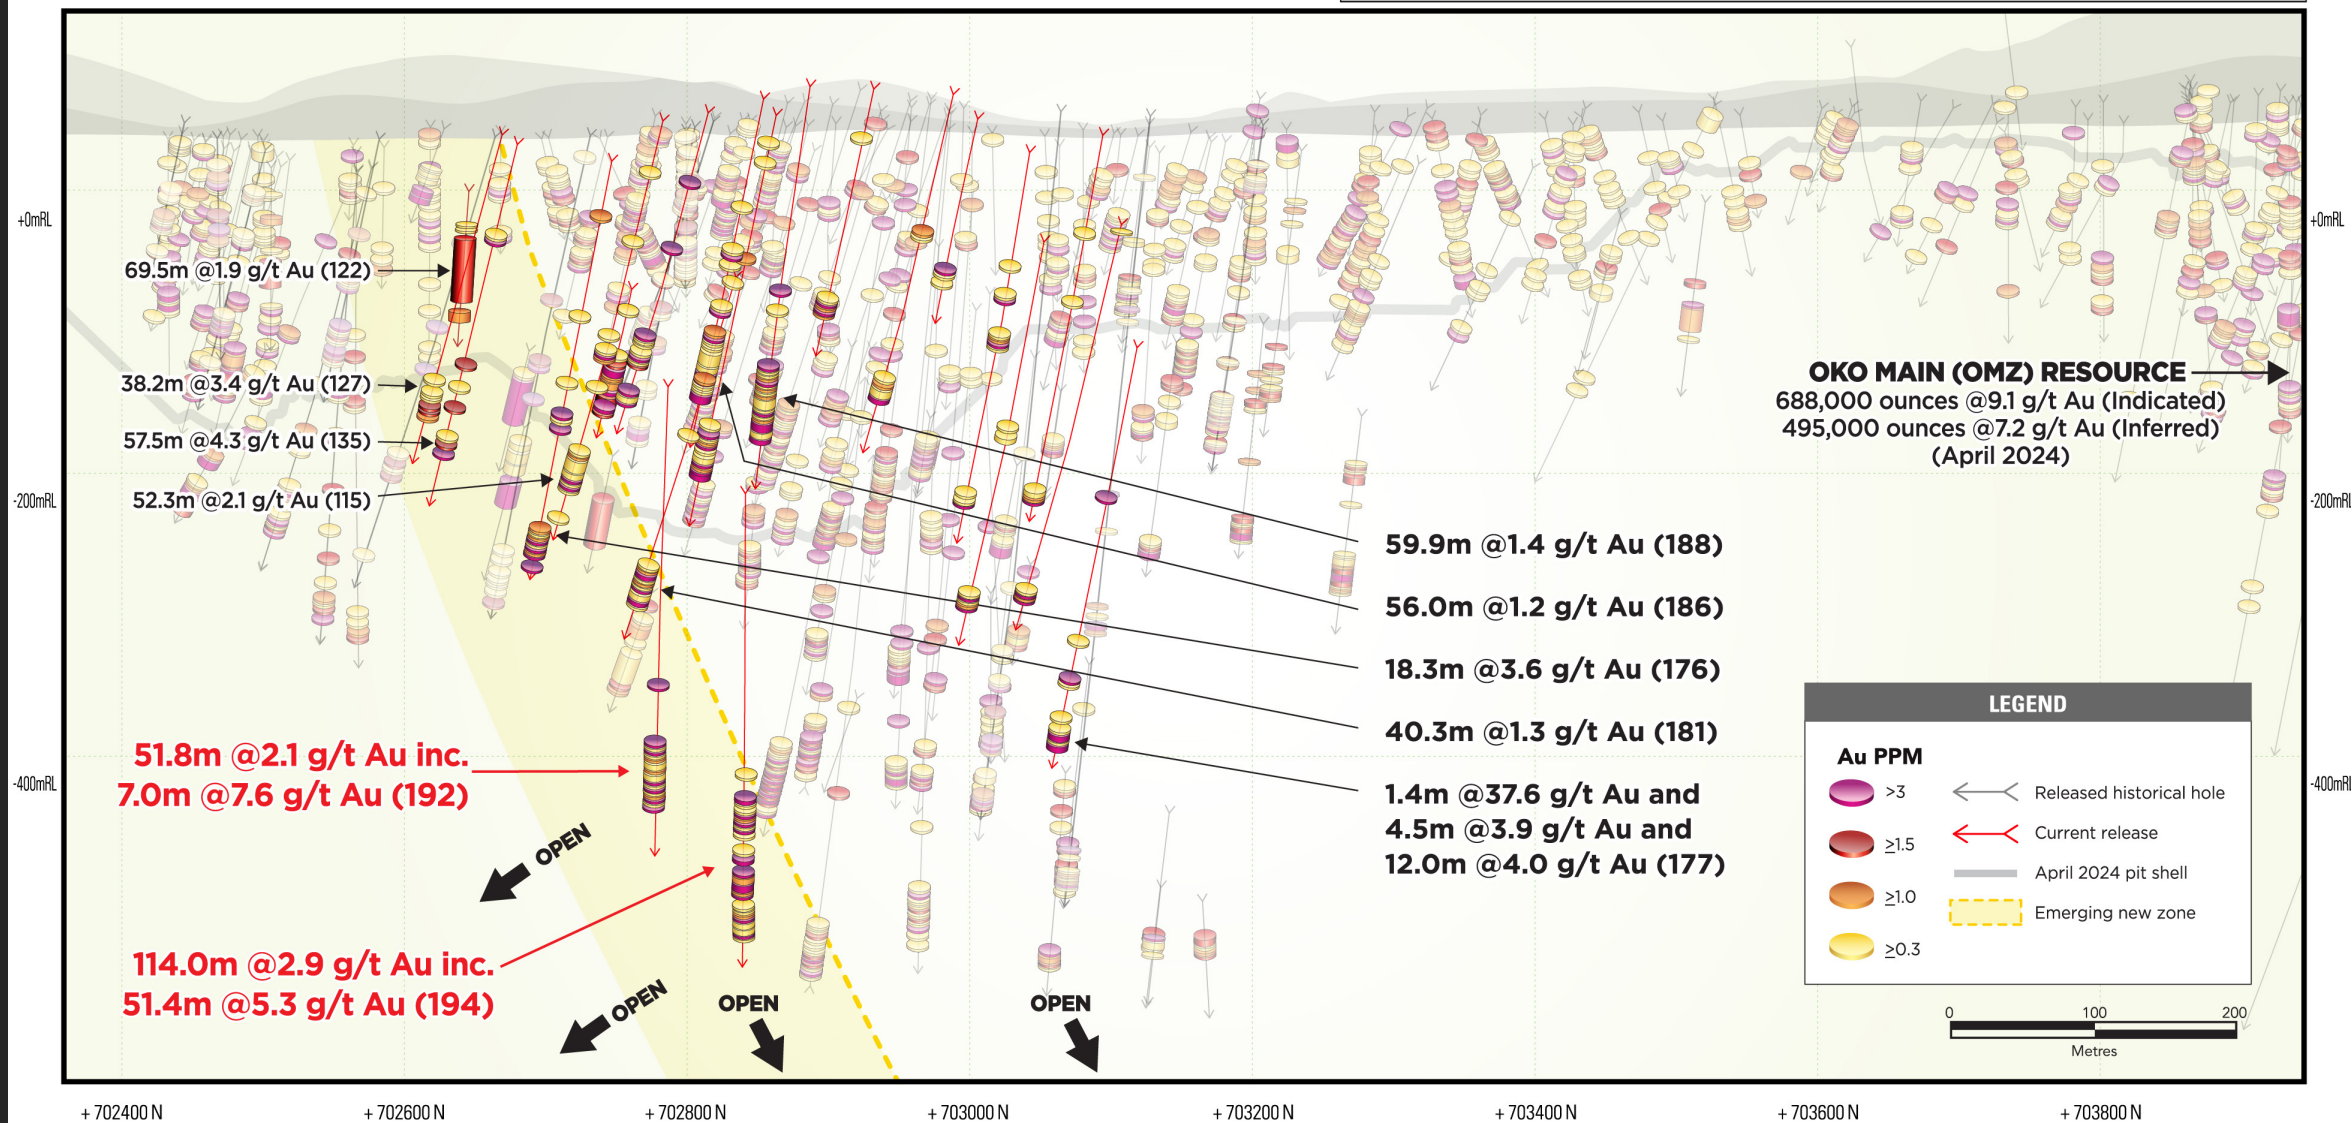 +0mRL
+0mRL
69.5m @1.9 g/t Au (122)
38.2m @3.4 g/t Au (127)
57.5m @4.3 g/t Au (135)
52.3m @2.1 g/t Au (115)
-200mRL
-200mRL
OKO MAIN (OMZ) RESOURCE
688,000 ounces @9.1 g/t Au (Indicated)
495,000 ounces @7.2 g/t Au (Inferred)
(April 2024)
59.9m @1.4 g/t Au (188)
56.0m @1.2 g/t Au (186)
18.3m @3.6 g/t Au (176)
40.3m @1.3 g/t Au (181)
1.4m @37.6 g/t Au and
4.5m @3.9 g/t Au and
12.0m @4.0 g/t Au (177)
51.8m @2.1 g/t Au inc.
7.0m @7.6 g/t Au (192)
-400mRL
-400mRL
OPEN
114.0m @2.9 g/t Au inc.
51.4m @5.3 g/t Au (194)
OPEN
OPEN
OPEN
LEGEND
Au PPM
>3
≥1.5
≥1.0
≥0.3
Released historical hole
Current release
April 2024 pit shell
Emerging new zone
0 100 200
Metres
+ 702400 N
+ 702600 N
+ 702800 N
+ 703000 N
+ 703200 N
+ 703400 N
+ 703600 N
+ 703800 N